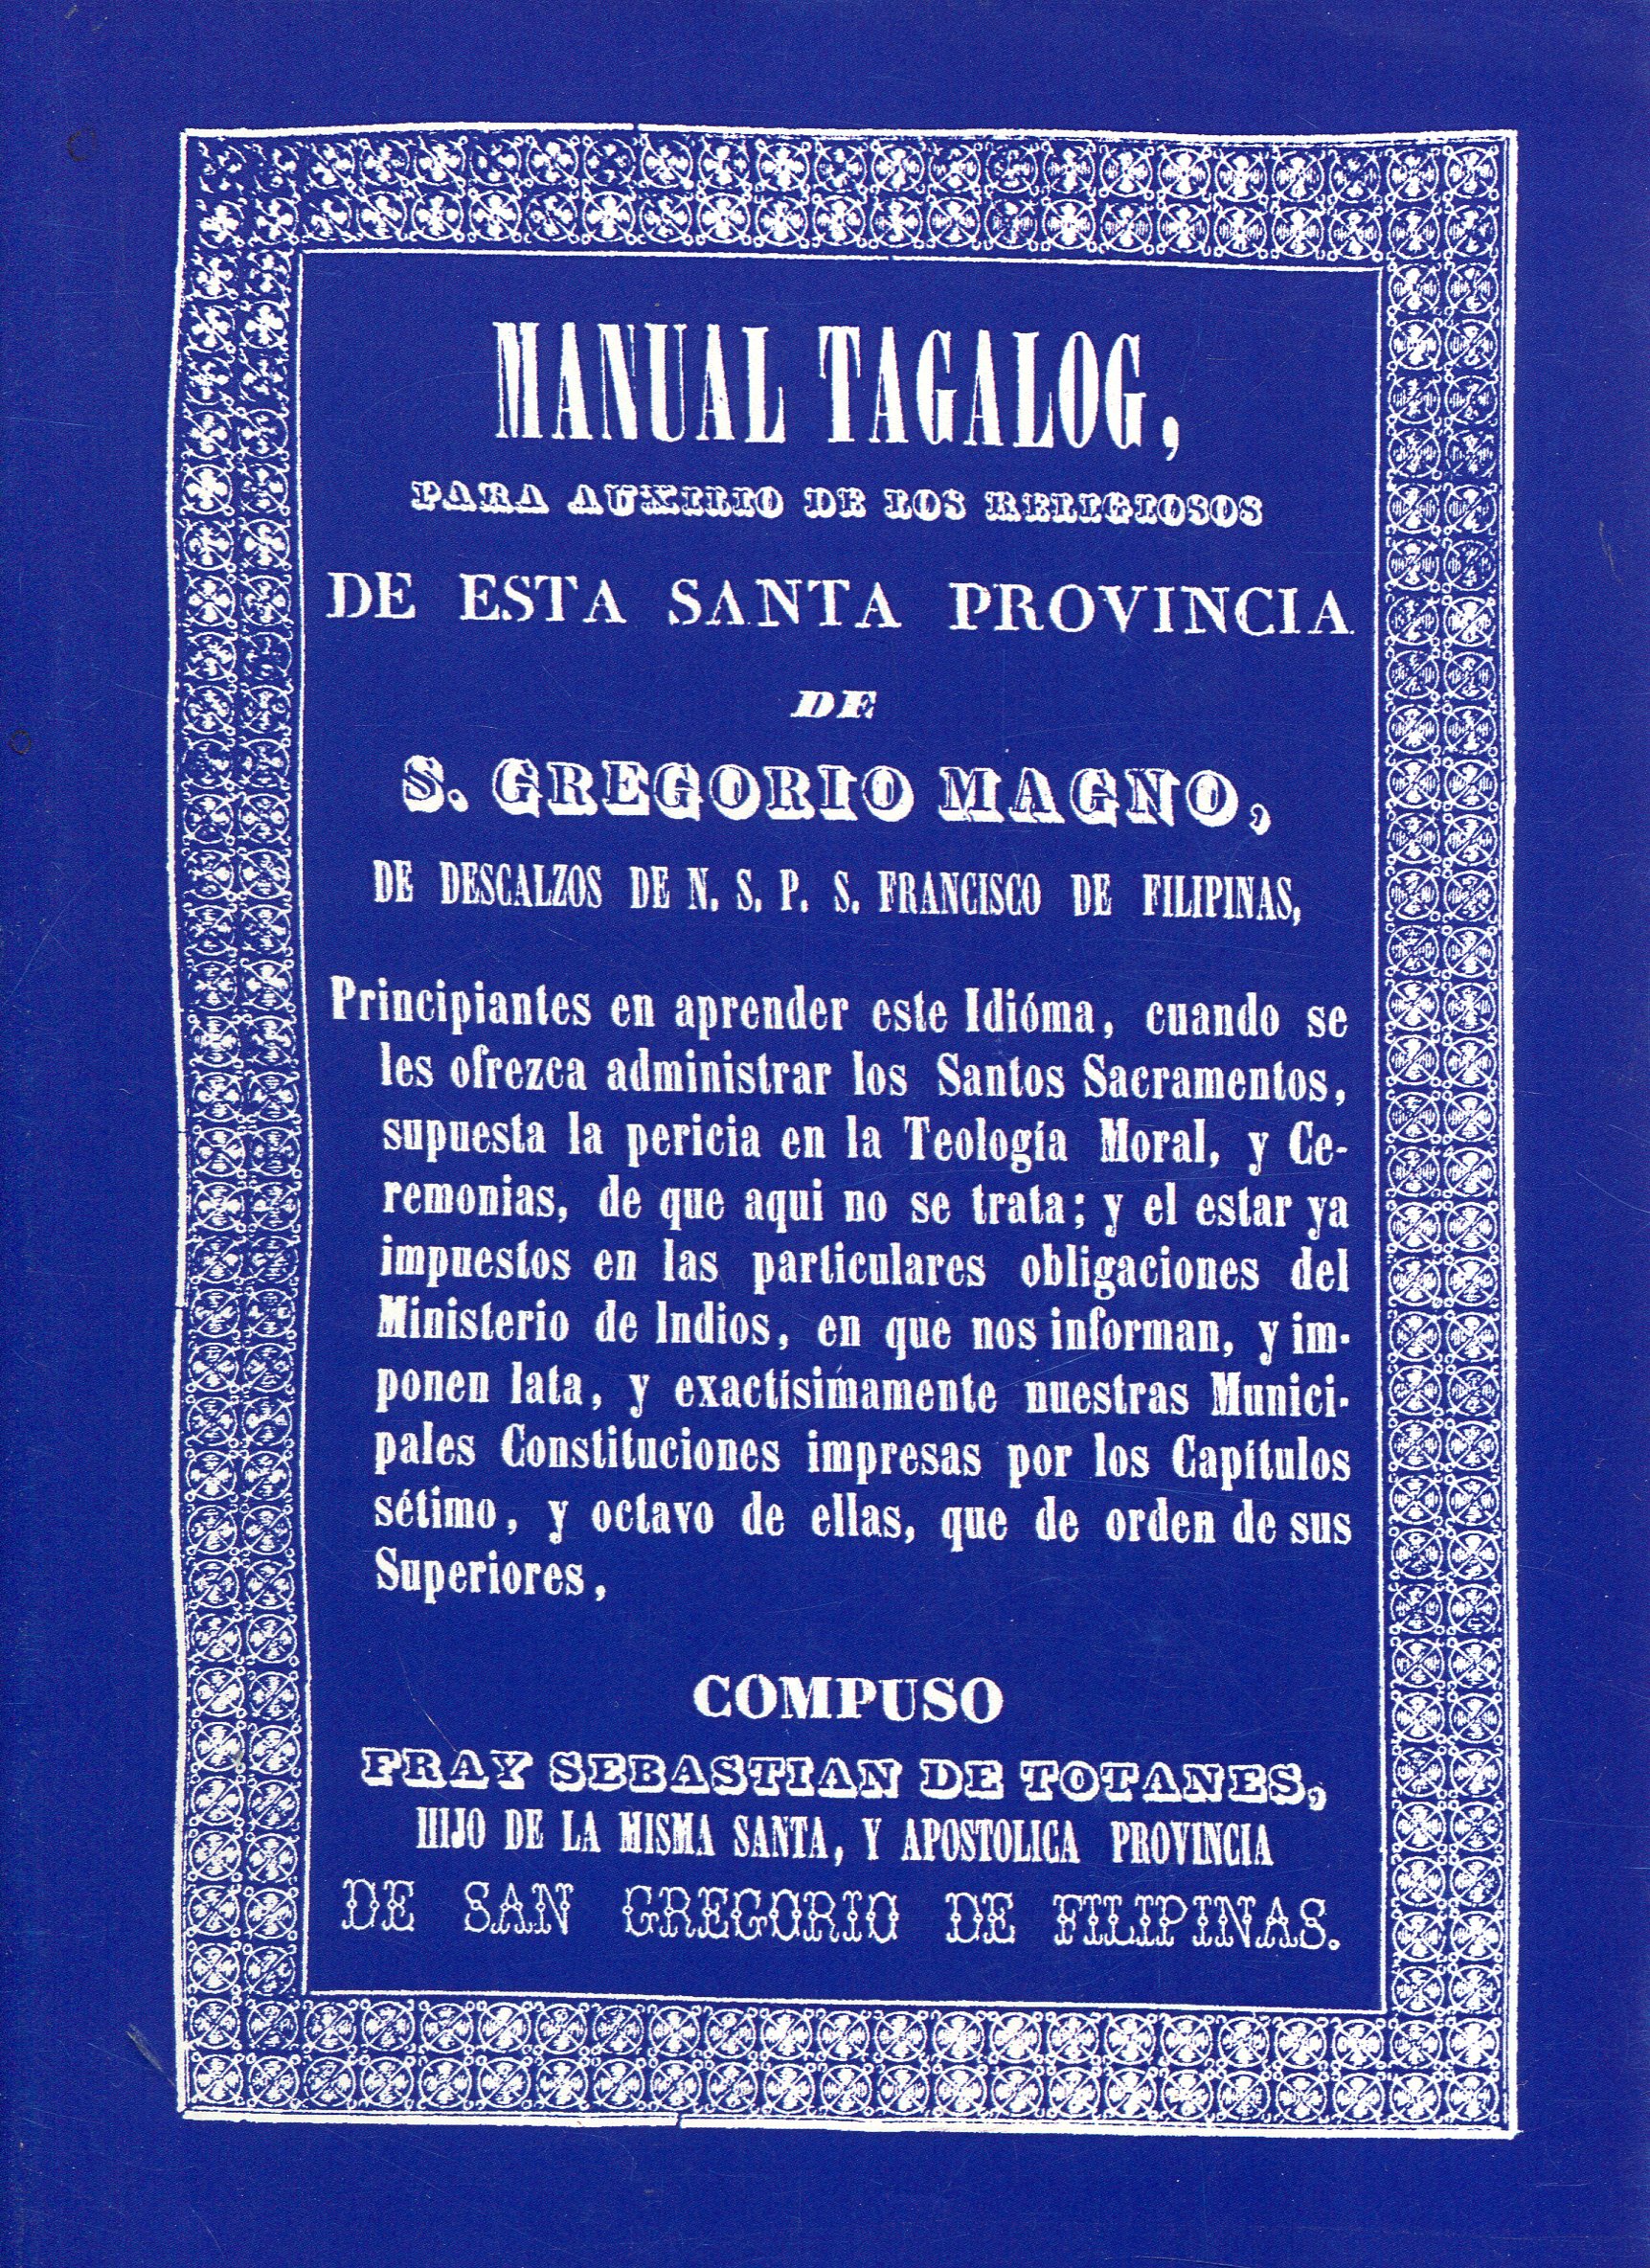 MANUAL TAGALOG,
PARA AUXILIO DE LOS RELIGIOSOS
DE ESTA SANTA PROVINCIA
DE
S. GREGORIO MAGNO,
DE DESCALZOS DE N. S. P. S. FRANCISCO DE FILIPINAS,
Principiantes en aprender este Idióma, cuando se
les ofrezca administrar los Santos Sacramentos,
supuesta la pericia en la Teología Moral, y Ce-
remonias, de que aqui no se trata; y el estar ya
impuestos en las particulares obligaciones del
Ministerio de Indios, en que nos informan, y im-
ponen lata, y exactísimamente nuestras Munici-
pales Constituciones impresas por los Capítulos
sétimo, y octavo de ellas, que de orden de sus
Superiores,
COMPUSO
FRAY SEBASTIAN DE TOTANES,
HIJO DE LA MISMA SANTA, Y APOSTOLICA PROVINCIA
DE SAN GREGORIO DE FILIPINAS.